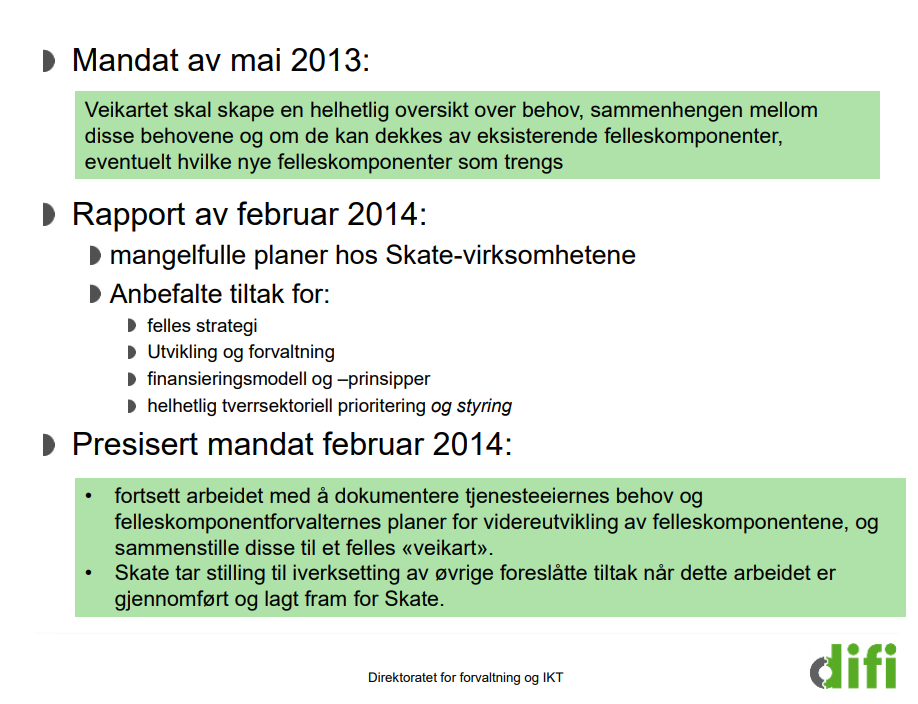 Mandat av mai 2013:
Veikartet skal skape en helhetlig oversikt over behov, sammenhengen mellom
disse behovene og om de kan dekkes av eksisterende felleskomponenter,
eventuelt hvilke nye felleskomponenter som trengs
Rapport av februar 2014:
mangelfulle planer hos Skate-virksomhetene
Anbefalte tiltak for:
felles strategi
Utvikling og forvaltning
finansieringsmodell og –prinsipper
helhetlig tverrsektoriell prioritering og styring
Presisert mandat februar 2014:
• fortsett arbeidet med å dokumentere tjenesteeiernes behov og
felleskomponentforvalternes planer for videreutvikling av felleskomponentene, og
sammenstille disse til et felles «veikart».
• Skate tar stilling til iverksetting av øvrige foreslåtte tiltak når dette arbeidet er
gjennomført og lagt fram for Skate.
Direktoratet for forvaltning og IKT
difi